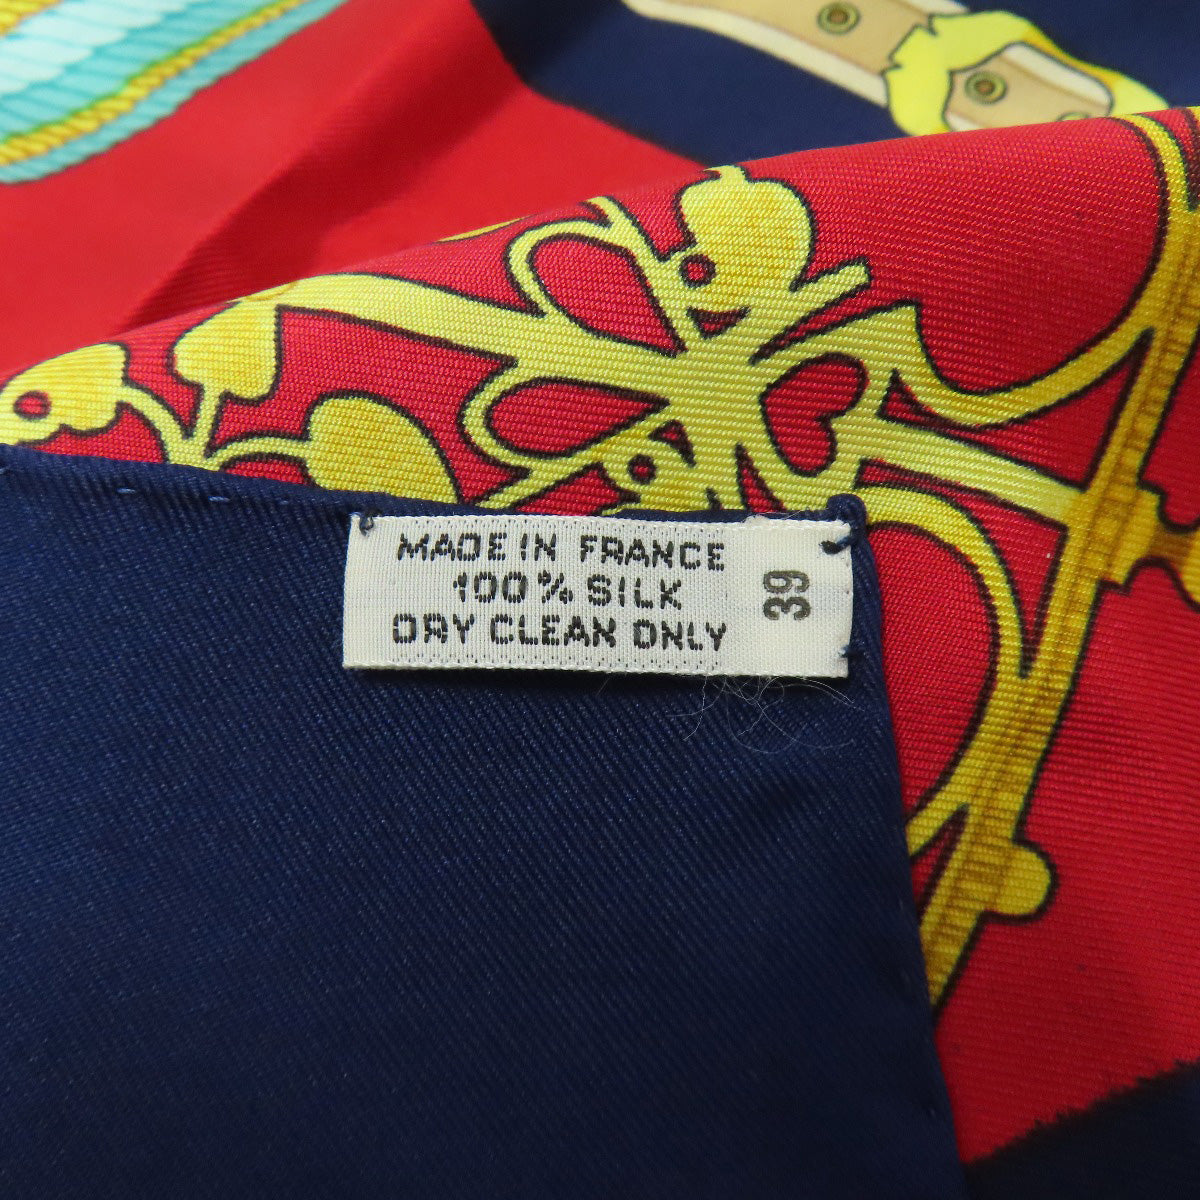 MADE IN FRANCE
100% SILK
DRY CLEAN ONLY
39